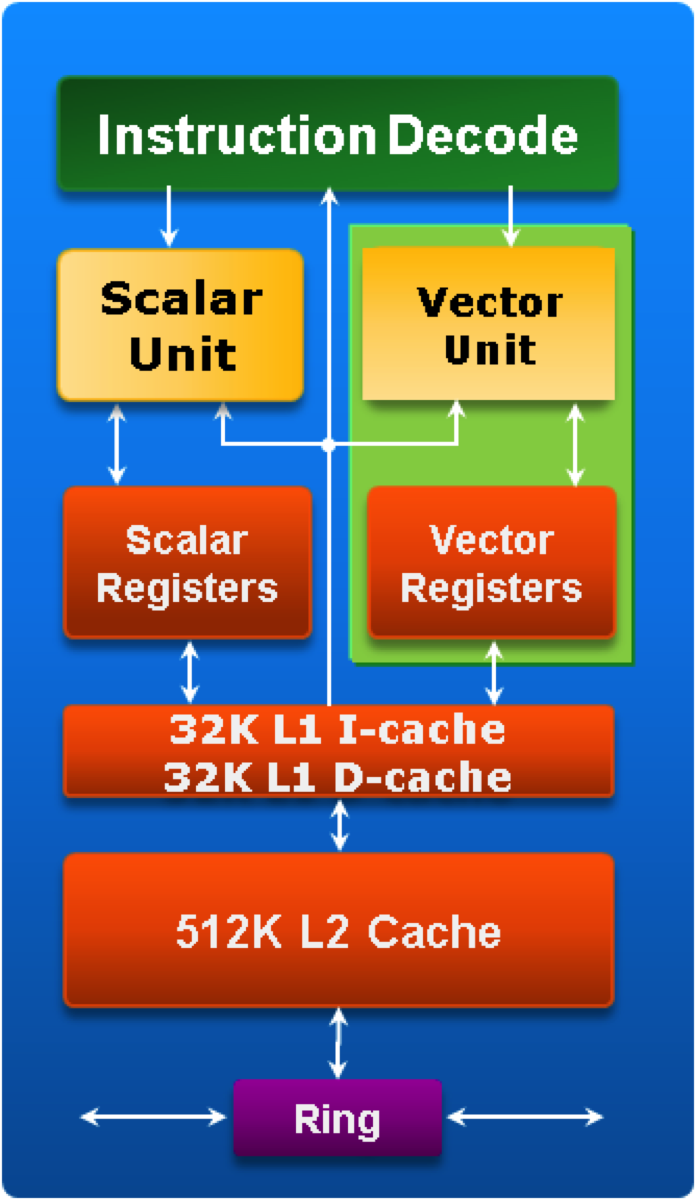 Instruction Decode
Scalar
Unit
Vector
Unit
Scalar
Registers
Vector
Registers
32K L1 I-cache
32K L1 D-cache
512K L2 Cache
Ring